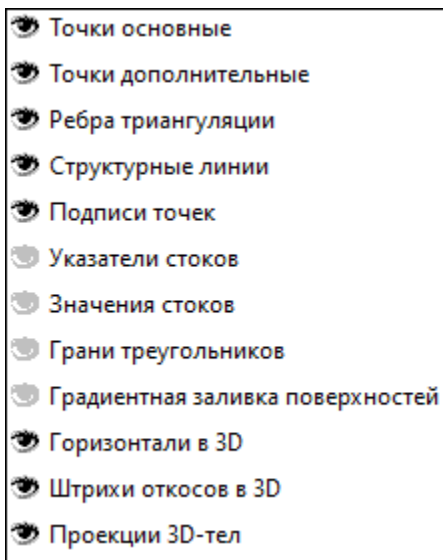 Точки основные
Точки дополнительные
Ребра триангуляции
Структурные линии
Подписи точек
Указатели стоков
Значения стоков
Грани треугольников
Градиентная заливка поверхностей
Горизонтали в 3D
Штрихи откосов в 3D
Проекции 3D-тел